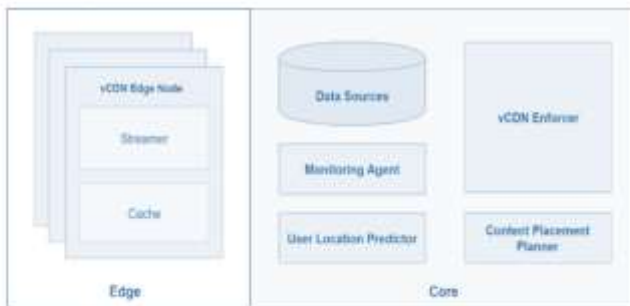 vCDN Edge Node
Streamer
Cache
Edge
Data Sources
Monitoring Agent
User Location Predictor
vCDN Enforcer
Content Placement
Planner
Core